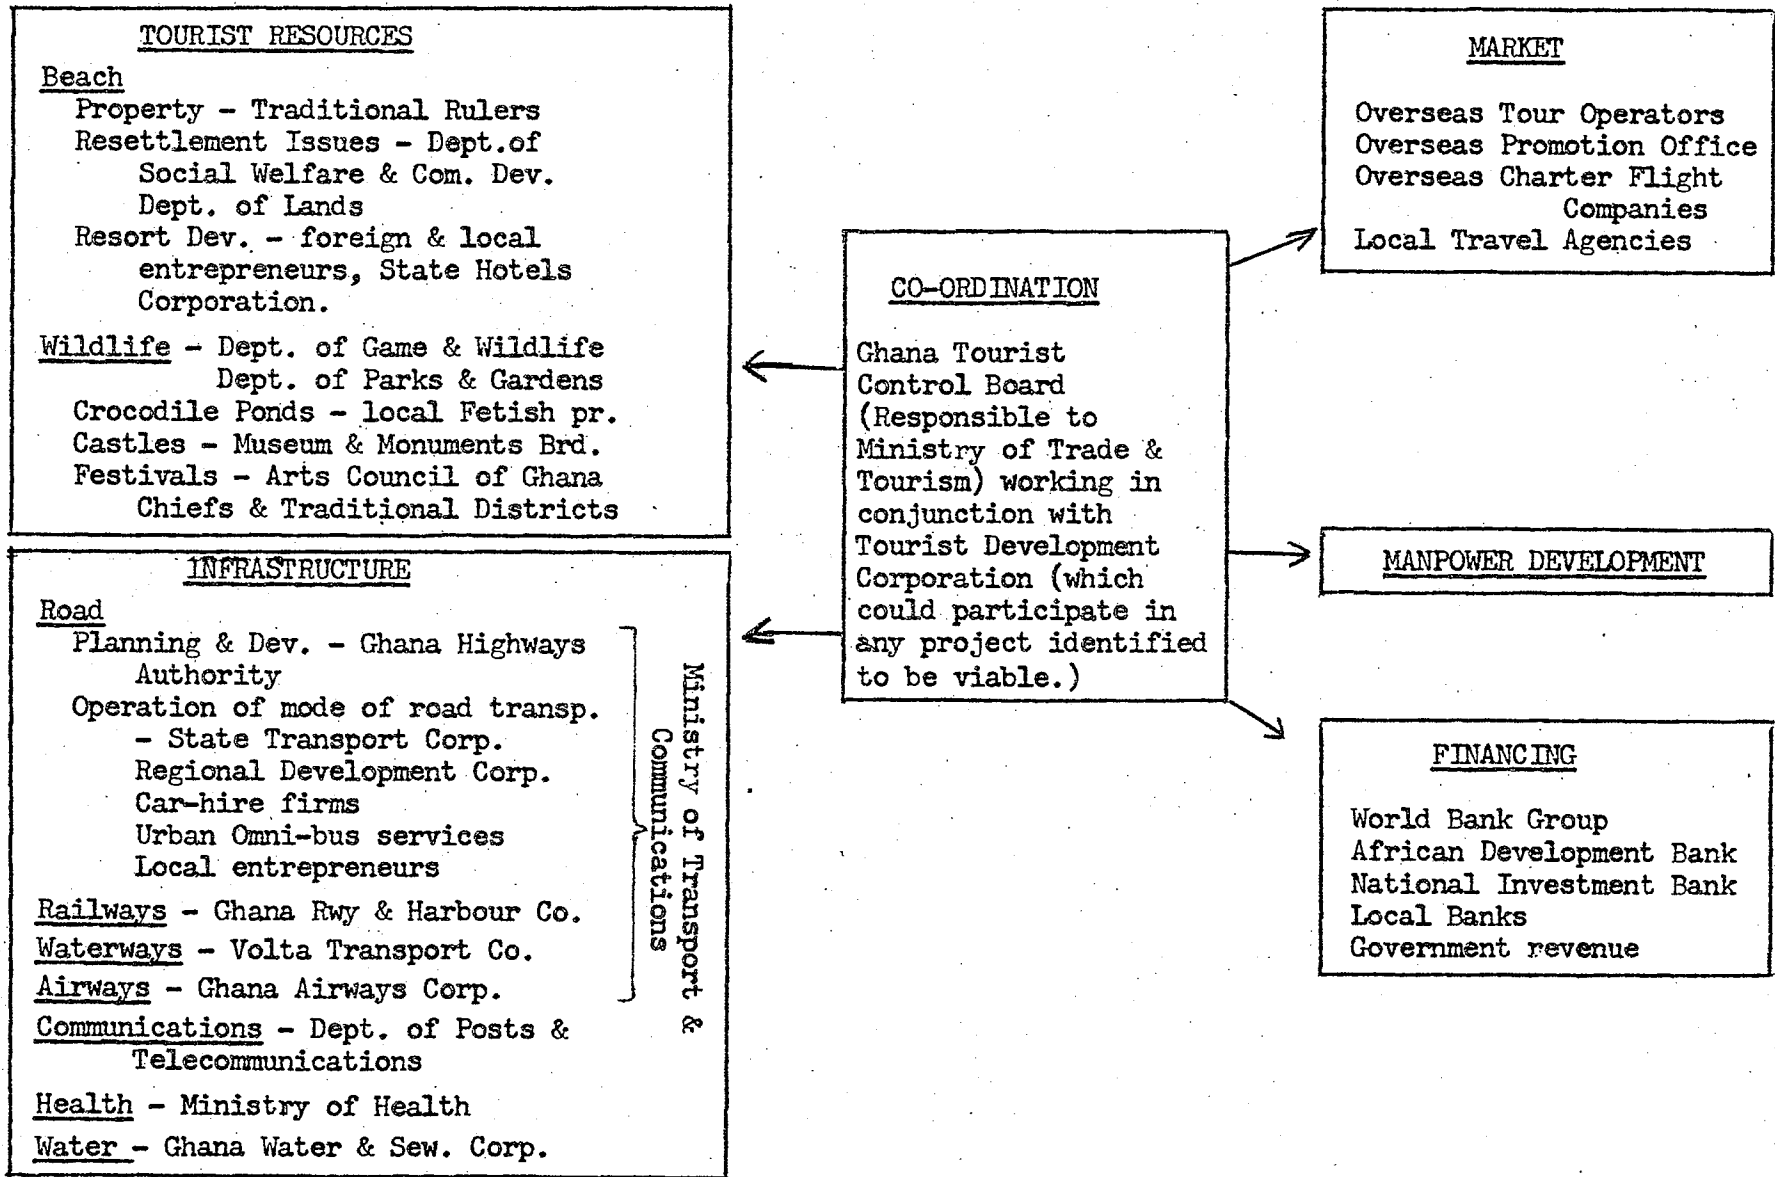 TOURIST RESOURCES
Beach
Property - Traditional Rulers
Resettlement Issues - Dept.of
Social Welfare & Com. Dev.
Dept. of Lands
Resort Dev. - foreign & local
entrepreneurs, State Hotels
Corporation.
Wildlife - Dept. of Game & Wildlife
Dept. of Parks & Gardens
Crocodile Ponds - local Fetish pr.
Castles - Museum & Monuments Brd.
Festivals - Arts Council of Ghana
Chiefs & Traditional Districts
INFRASTRUCTURE
Road
Planning & Dev. - Ghana Highways
Authority
Operation of mode of road transp.
- State Transport Corp.
Regional Development Corp.
Car-hire firms
Urban Omni-bus services
Local entrepreneurs
Railways - Ghana Rwy & Harbour Co.
Waterways - Volta Transport Co.
Airways - Ghana Airways Corp.
Communications - Dept. of Posts &
Telecommunications
Health - Ministry of Health
Water - Ghana Water & Sew. Corp.
Ministry of Transport &
Communications
CO-ORDINATION
Ghana Tourist
Control Board
(Responsible to
Ministry of Trade &
Tourism) working in
conjunction with
Tourist Development
Corporation (which
could participate in
any project identified
to be viable.)
MARKET
Overseas Tour Operators
Overseas Promotion Office
Overseas Charter Flight
Companies
Local Travel Agencies
MANPOWER DEVELOPMENT
FINANCING
World Bank Group
African Development Bank
National Investment Bank
Local Banks
Government revenue